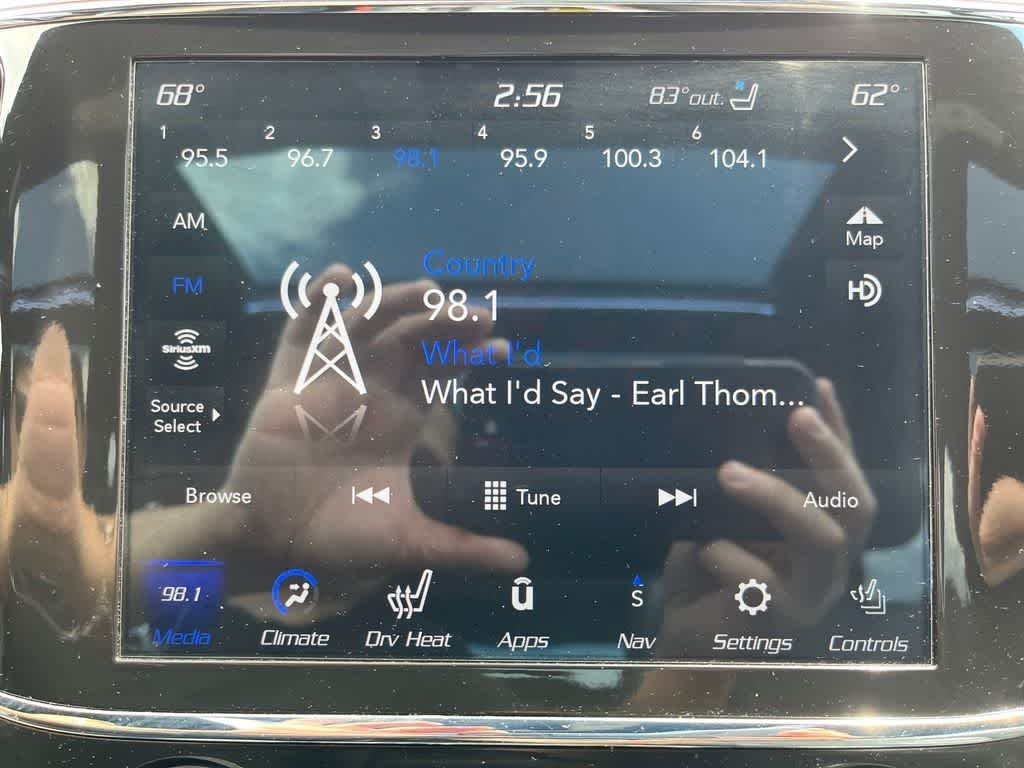 68° 2:56 83°out. 62°
1 2 3 4 5 6
95.5 96.7 98.1 95.9 100.3 104.1
AM
Map
FM
HD
Country
98.1
SiriusXM
What I'd
What I'd Say - Earl Thom...
Source
Select
Browse Tune Audio
98.1 u S
Media Climate Drv Heat Apps Nav Settings Controls